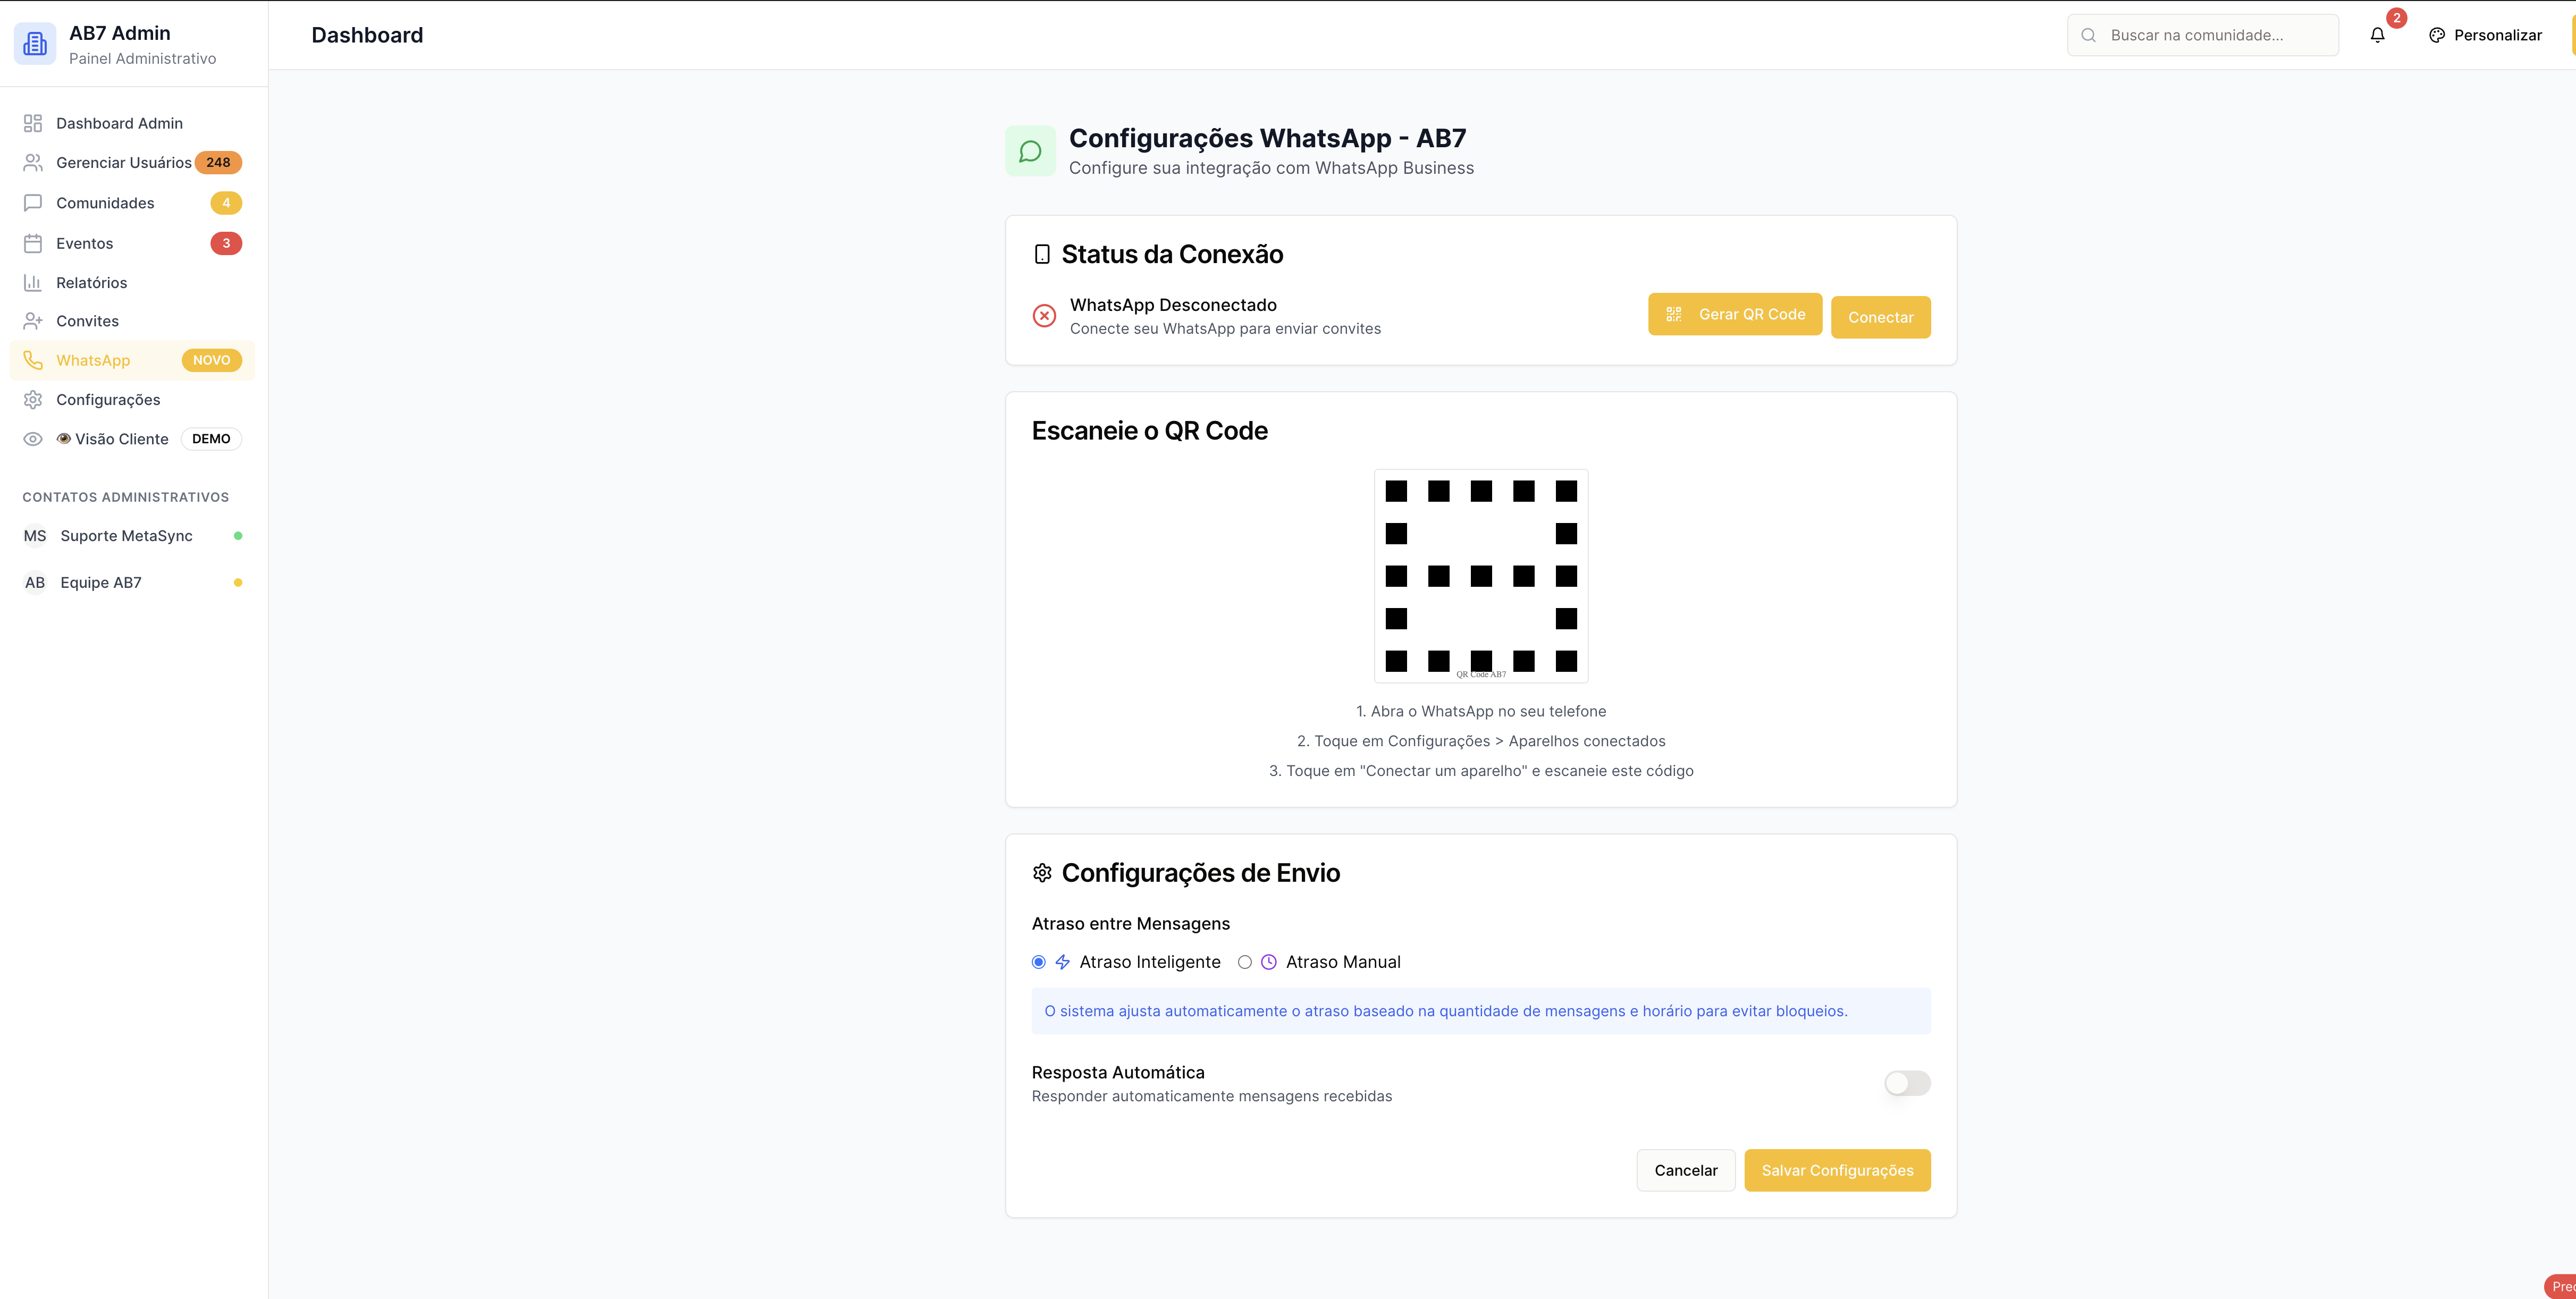 AB7 Admin
Painel Administrativo
Dashboard Admin
Gerenciar Usuários 248
Comunidades 4
Eventos 3
Relatórios
Convites
WhatsApp NOVO
Configurações
Visão Cliente DEMO
CONTATOS ADMINISTRATIVOS
MS Suporte MetaSync
AB Equipe AB7
Dashboard
Buscar na comunidade...
2
Personalizar
Configurações WhatsApp - AB7
Configure sua integração com WhatsApp Business
Status da Conexão
WhatsApp Desconectado
Conecte seu WhatsApp para enviar convites
Gerar QR Code
Conectar
Escaneie o QR Code
QR Code AB7
1. Abra o WhatsApp no seu telefone
2. Toque em Configurações > Aparelhos conectados
3. Toque em "Conectar um aparelho" e escaneie este código
Configurações de Envio
Atraso entre Mensagens
Atraso Inteligente Atraso Manual
O sistema ajusta automaticamente o atraso baseado na quantidade de mensagens e horário para evitar bloqueios.
Resposta Automática
Responder automaticamente mensagens recebidas
Cancelar
Salvar Configurações